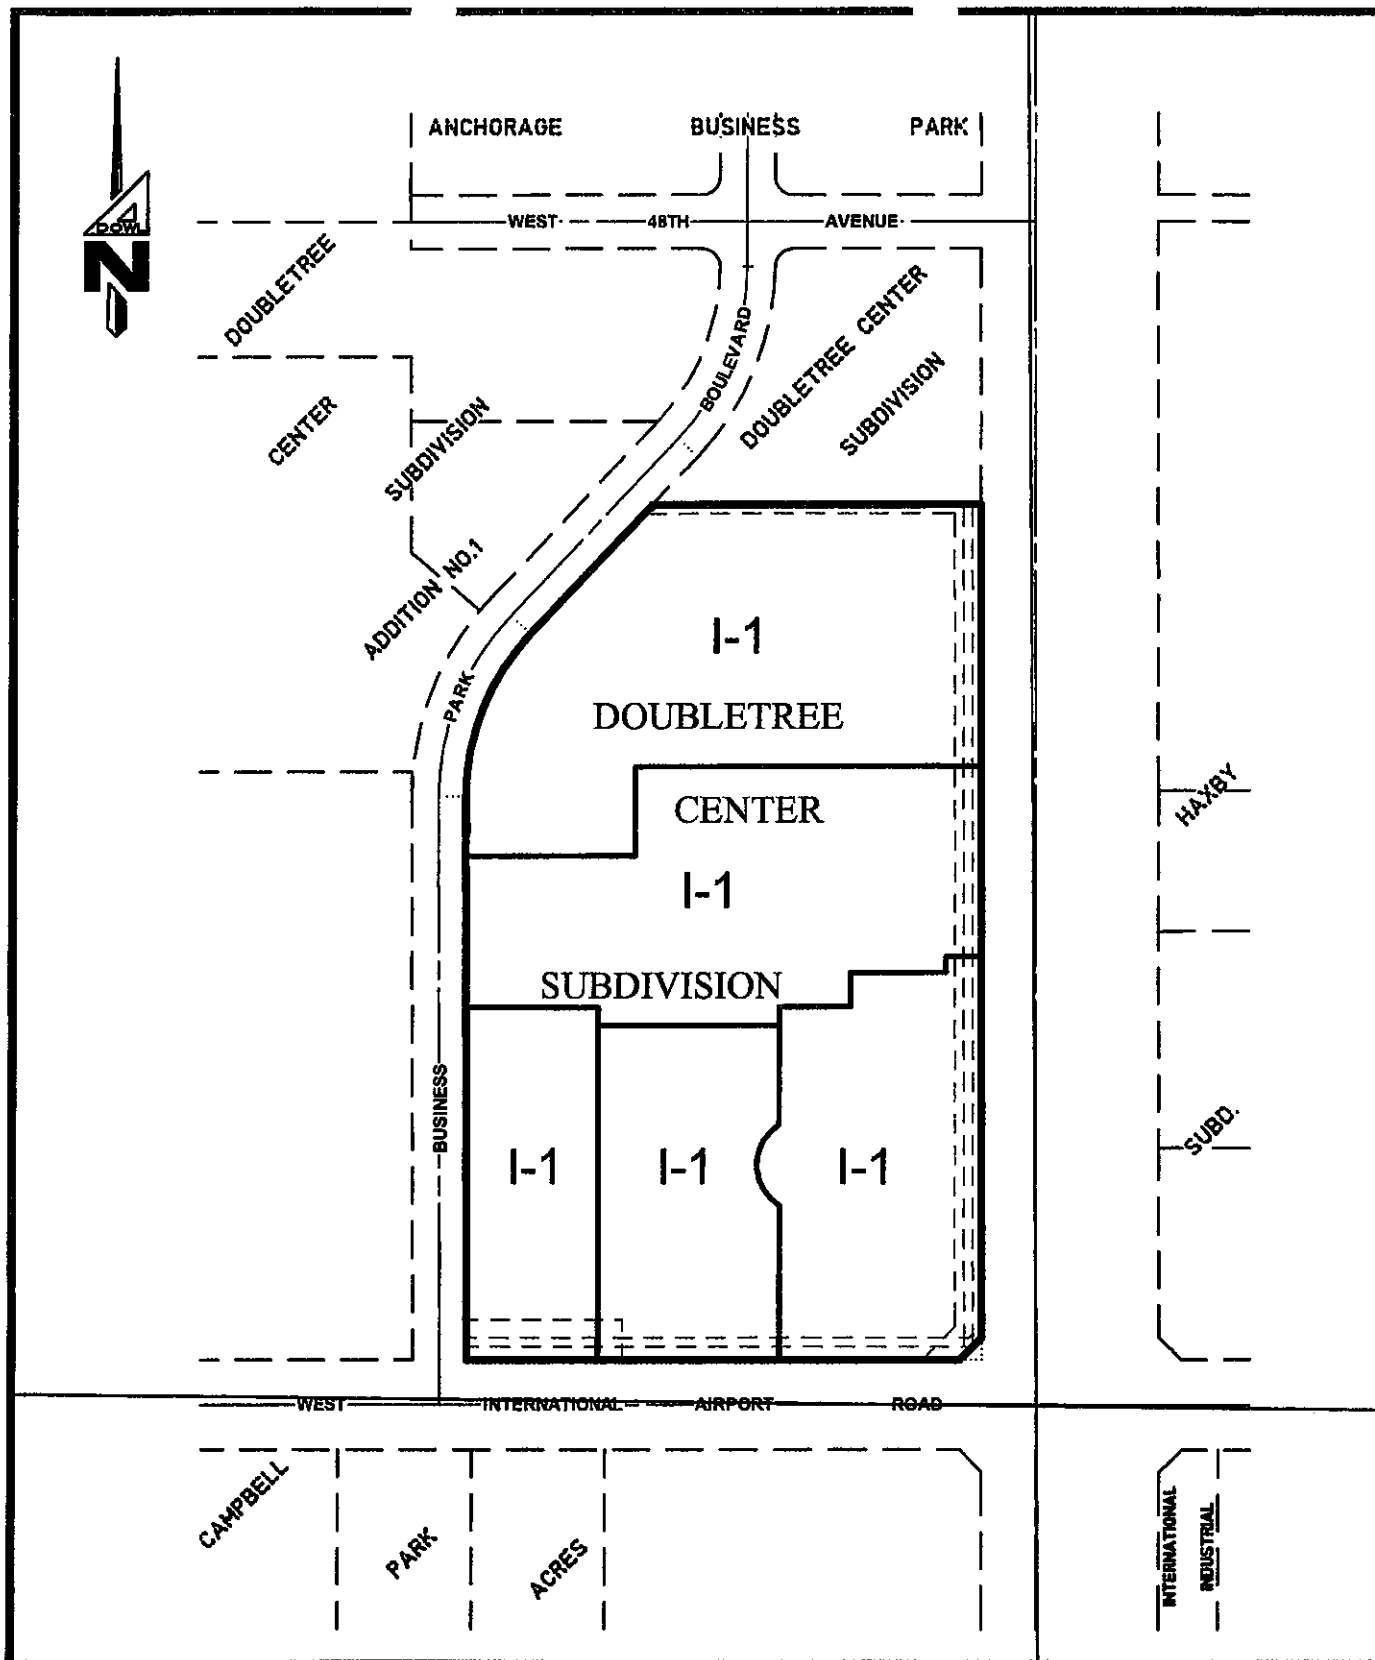 ANCHORAGE BUSINESS PARK
WEST 48TH AVENUE
DOWL
N
DOUBLETREE
CENTER
SUBDIVISION
ADDITION NO.1
BOULEVARD
DOUBLETREE CENTER
SUBDIVISION
PARK
I-1
DOUBLETREE
CENTER
I-1
SUBDIVISION
HAXBY
SUBD.
BUSINESS
I-1 I-1 I-1
WEST INTERNATIONAL AIRPORT ROAD
CAMPBELL
PARK
ACRES
INTERNATIONAL
INDUSTRIAL